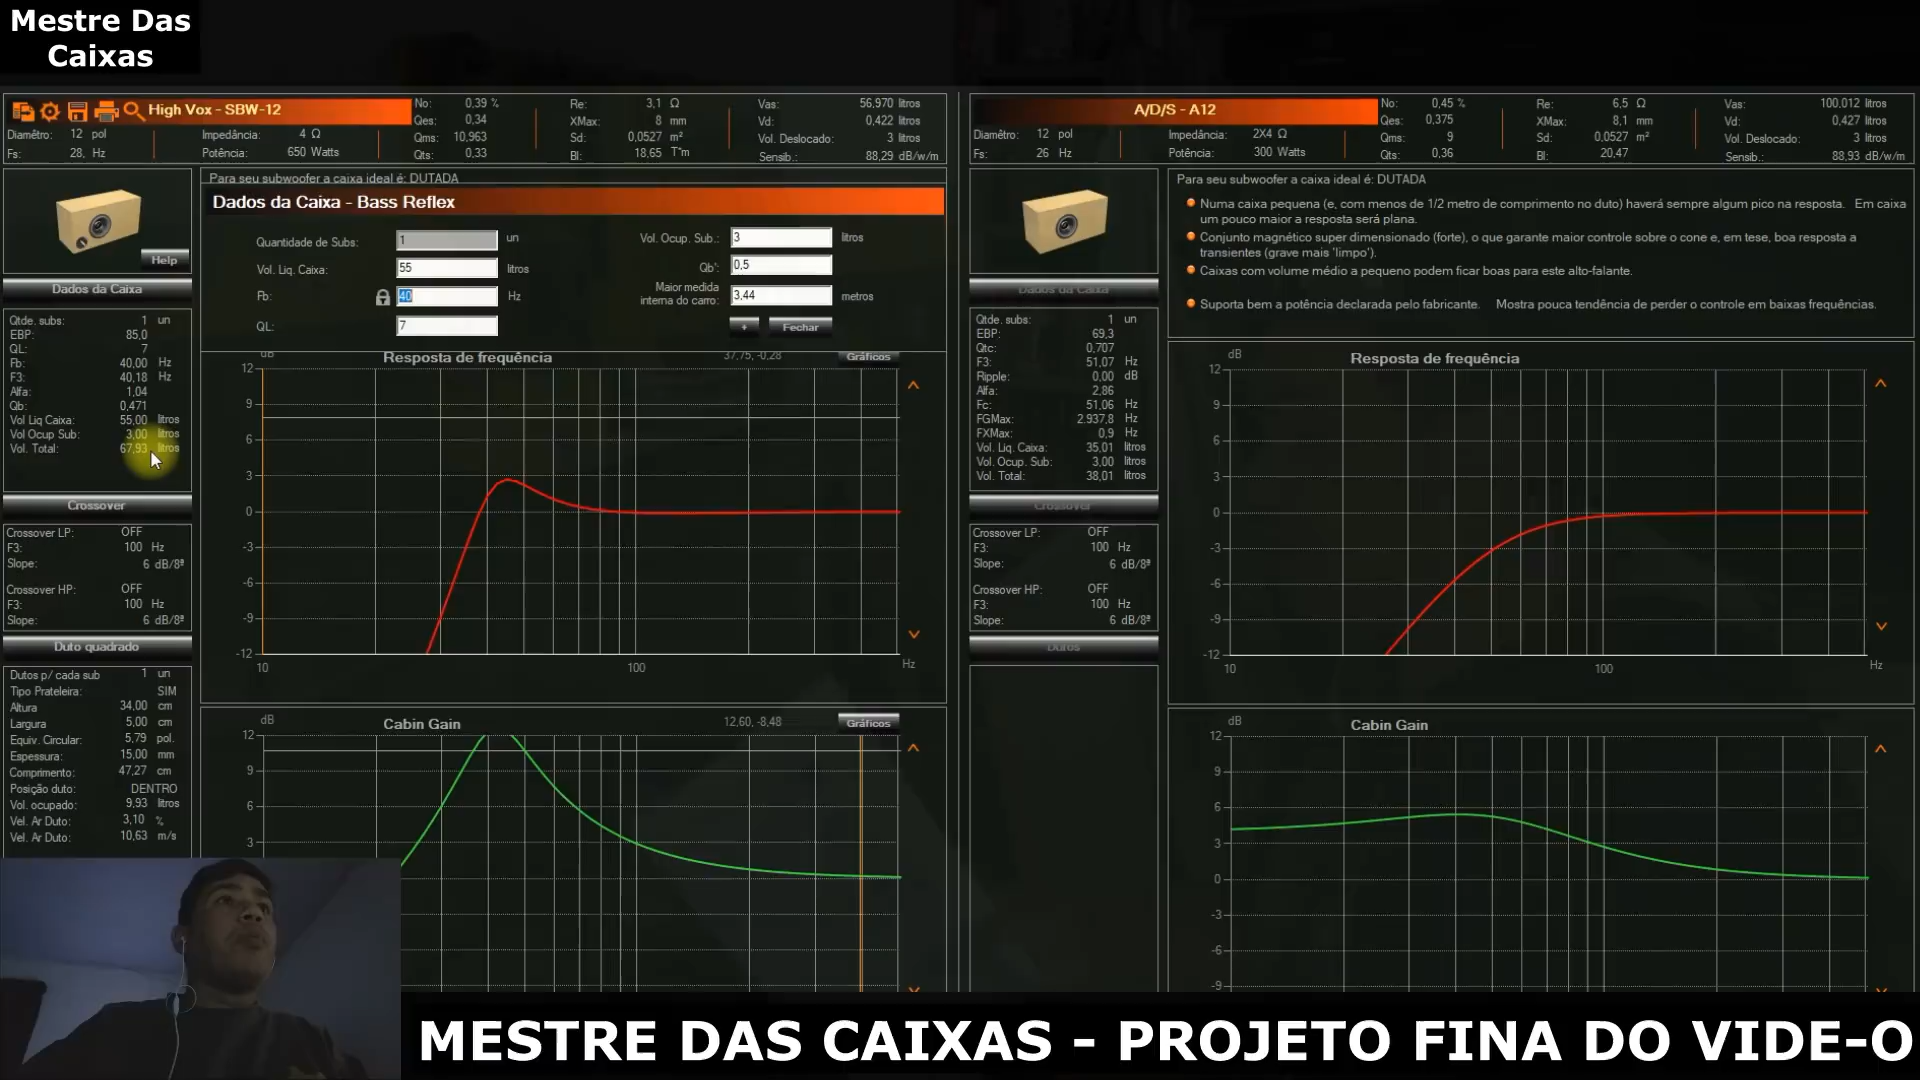 Mestre Das
Caixas
High Vox - SBW-12
Diamêtro: 12 pol
Fs: 28, Hz
Impedância: 4 Ω
Potência: 650 Watts
No: 0,39 %
Qes: 0,34
Qms: 10,963
Qts: 0,33
Re: 3,1 Ω
XMax: 8 mm
Sd: 0,0527 m²
Bl: 18,65 T*m
Vas: 56,970 litros
Vd: 0,422 litros
Vol. Deslocado: 3 litros
Sensib.: 88,29 dB/w/m
A/D/S - A12
Diamêtro: 12 pol
Fs: 26 Hz
Impedância: 2X4 Ω
Potência: 300 Watts
No: 0,45 %
Qes: 0,375
Qms: 9
Qts: 0,36
Re: 6,5 Ω
XMax: 8,1 mm
Sd: 0,0527 m²
Bl: 20,47
Vas: 100.012 litros
Vd: 0,427 litros
Vol. Deslocado: 3 litros
Sensib.: 88,93 dB/w/m
Help
Para seu subwoofer a caixa ideal é: DUTADA
Dados da Caixa - Bass Reflex
Quantidade de Subs: 1 un
Vol. Liq. Caixa: 55 litros
Fb: 40 Hz
QL: 7
Vol. Ocup. Sub.: 3 litros
Qb': 0,5
Maior medida
interna do carro: 3,44 metros
+ Fechar
Dados da Caixa
Qtde. subs: 1 un
EBP: 85,0
QL: 7
Fb: 40,00 Hz
F3: 40,18 Hz
Alfa: 1,04
Qb: 0,471
Vol Liq Caixa: 55,00 litros
Vol Ocup Sub: 3,00 litros
Vol. Total: 67,93 litros
Crossover
Crossover LP: OFF
F3: 100 Hz
Slope: 6 dB/8ª
Crossover HP: OFF
F3: 100 Hz
Slope: 6 dB/8ª
Duto quadrado
Dutos p/ cada sub 1 un
Tipo Prateleira: SIM
Altura 34,00 cm
Largura 5,00 cm
Equiv. Circular: 5,79 pol.
Espessura: 15,00 mm
Comprimento: 47,27 cm
Posição duto: DENTRO
Vol. ocupado: 9,93 litros
Vel. Ar Duto: 3,10 %
Vel. Ar Duto: 10,63 m/s
dB Resposta de frequência 37,75, -0,28 Gráficos
12
9
6
3
0
-3
-6
-9
-12
10 100 Hz
dB Cabin Gain 12,60, -8,48 Gráficos
12
9
6
3
Para seu subwoofer a caixa ideal é: DUTADA
Numa caixa pequena (e, com menos de 1/2 metro de comprimento no duto) haverá sempre algum pico na resposta. Em caixa
um pouco maior a resposta será plana.
Conjunto magnético super dimensionado (forte), o que garante maior controle sobre o cone e, em tese, boa resposta a
transientes (grave mais 'limpo').
Caixas com volume médio a pequeno podem ficar boas para este alto-falante.
Suporta bem a potência declarada pelo fabricante. Mostra pouca tendência de perder o controle em baixas frequências.
Dados da Caixa
Qtde. subs: 1 un
EBP: 69,3
Qtc: 0,707
F3: 51,07 Hz
Ripple: 0,00 dB
Alfa: 2,86
Fc: 51,06 Hz
FGMax: 2.937,8 Hz
FXMax: 0,9 Hz
Vol. Liq. Caixa: 35,01 litros
Vol. Ocup. Sub: 3,00 litros
Vol. Total: 38,01 litros
Crossover
Crossover LP: OFF
F3: 100 Hz
Slope: 6 dB/8ª
Crossover HP: OFF
F3: 100 Hz
Slope: 6 dB/8ª
Dutos
dB Resposta de frequência
12
9
6
3
0
-3
-6
-9
-12
10 100 Hz
dB Cabin Gain
12
9
6
3
0
-3
-6
-9
MESTRE DAS CAIXAS - PROJETO FINA DO VIDE-O